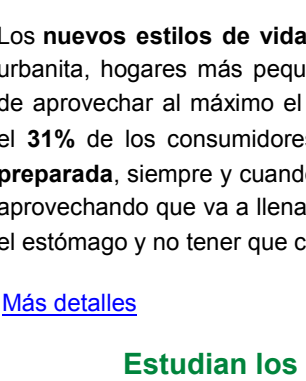 Los nuevos estilos de vida
urbanita, hogares más pequ
de aprovechar al máximo el
el 31% de los consumidores
preparada, siempre y cuando
aprovechando que va a llena
el estómago y no tener que c
Más detalles
Estudian los